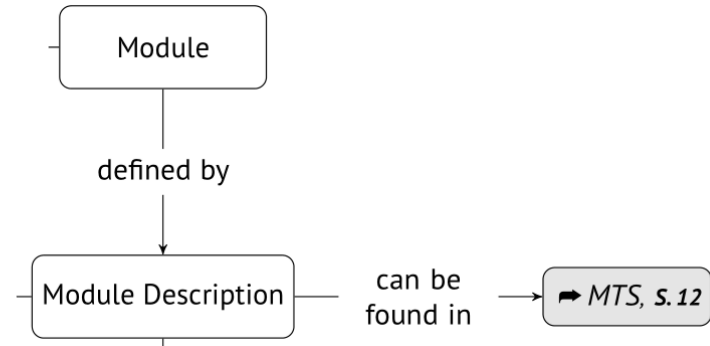 Module
defined by
Module Description
can be
found in
➦ MTS, S. 12